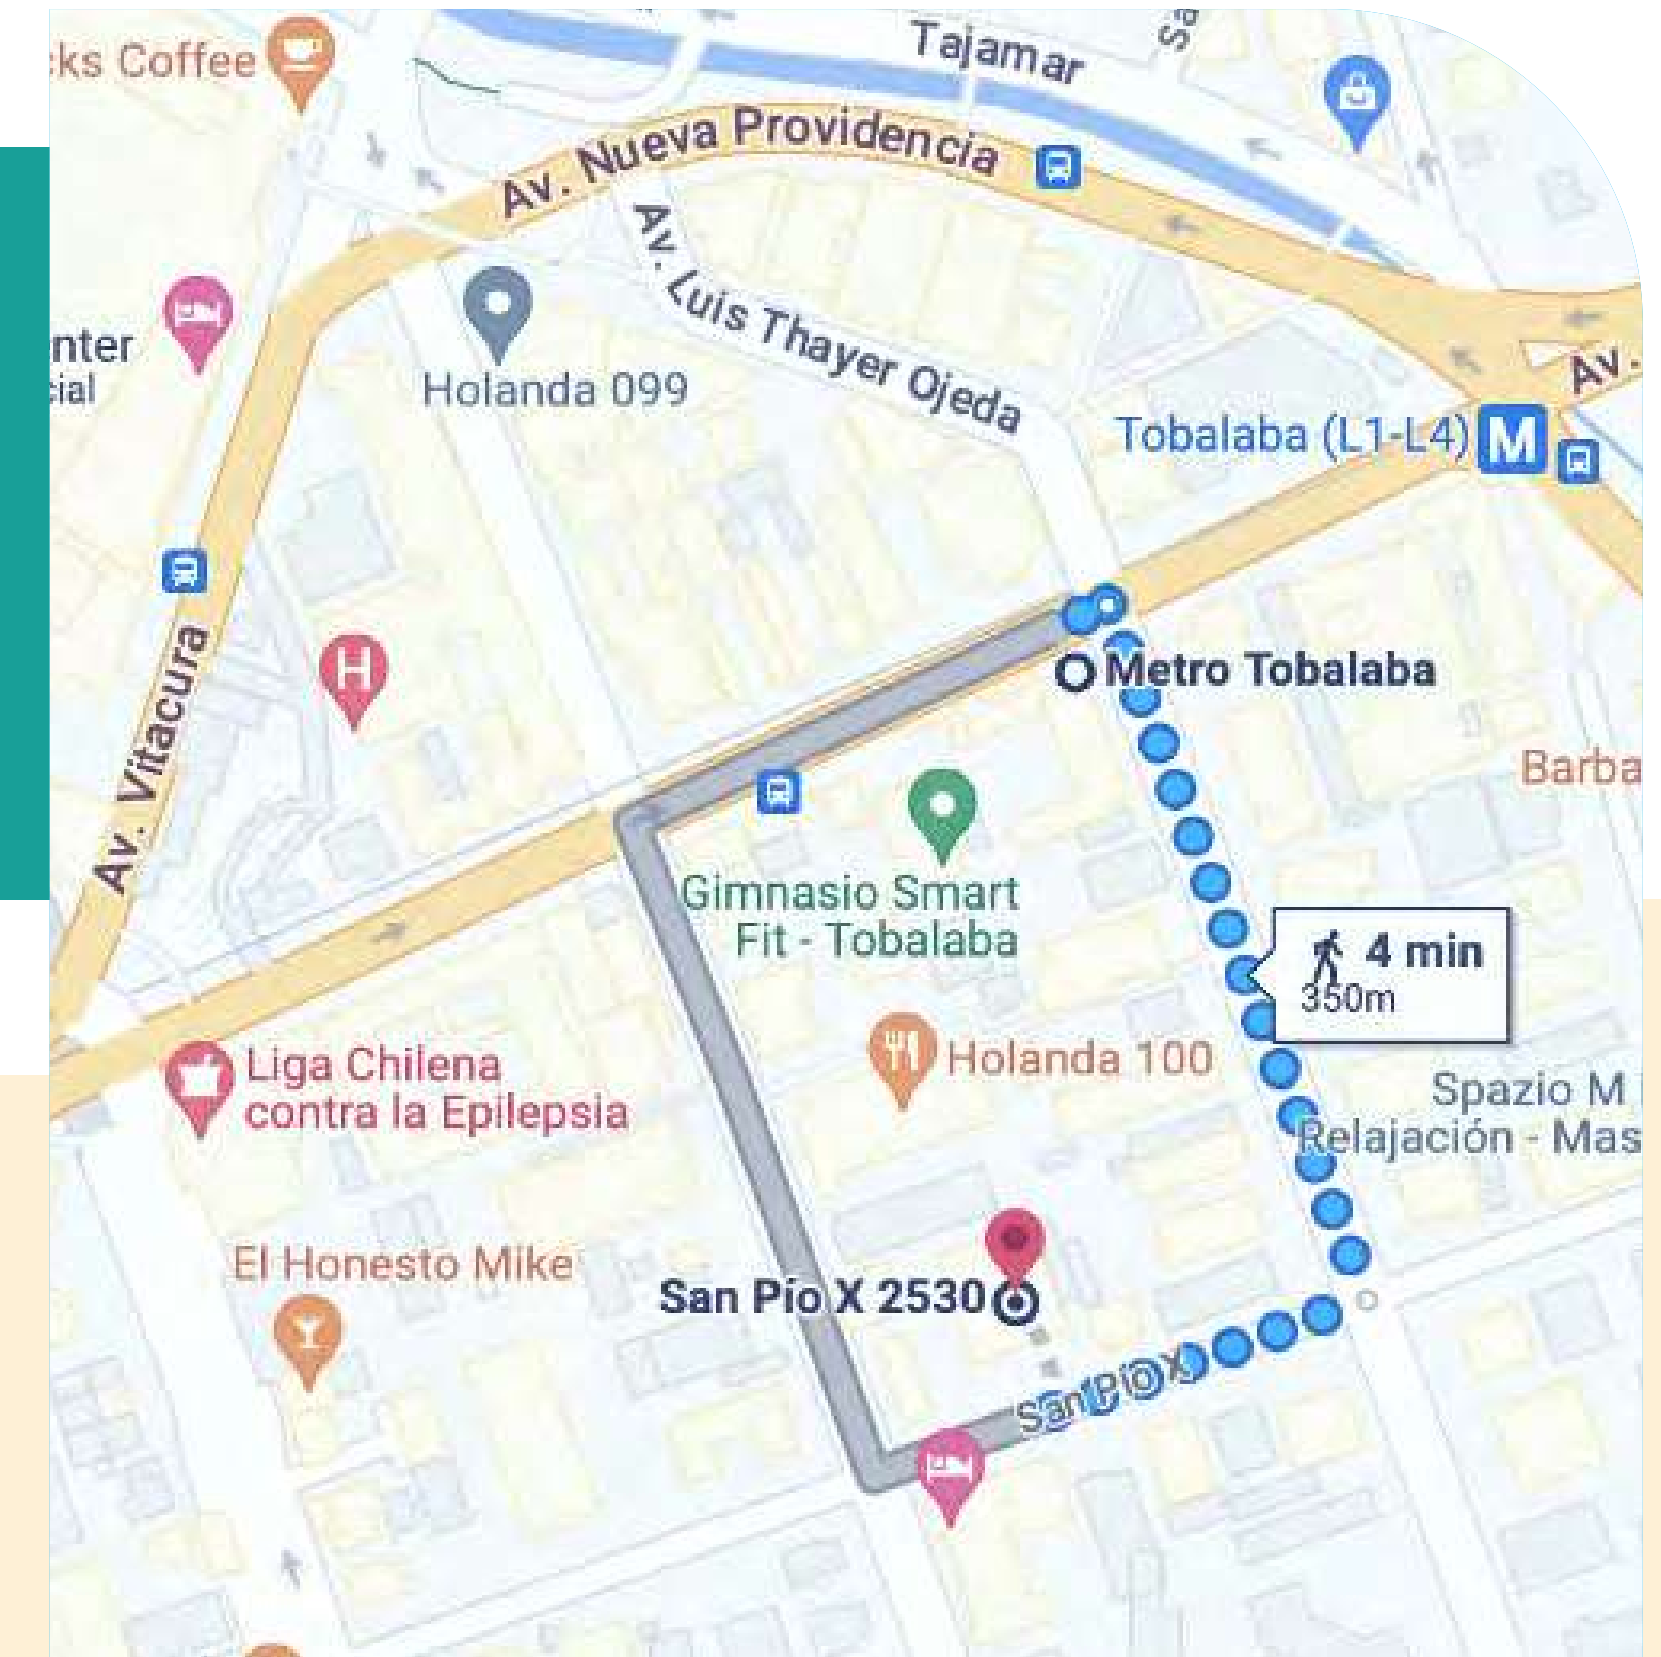 cks Coffee
Tajamar
Sa
Av. Nueva Providencia
Av. Luis Thayer Ojeda
nter
cial
Holanda 099
Av.
Tobalaba (L1-L4)
M
H
Av. Vitacura
Metro Tobalaba
Barba
Gimnasio Smart
Fit - Tobalaba
4 min
350m
Holanda 100
Liga Chilena
contra la Epilepsia
Spazio M
Relajación - Mas
El Honesto Mike
San Pío X 2530
San Pío X